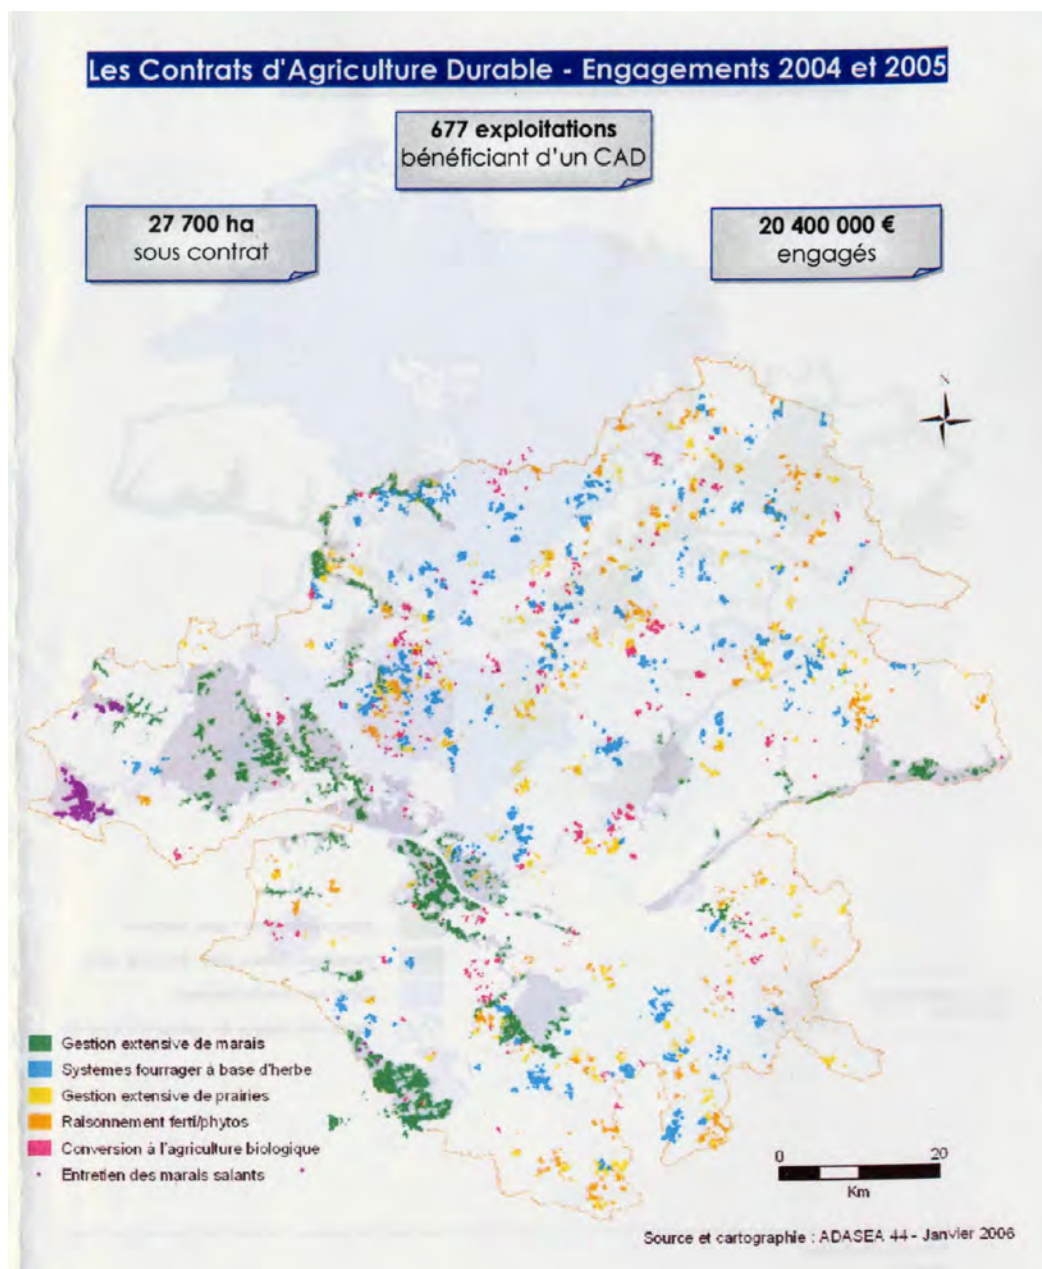 Les Contrats d'Agriculture Durable - Engagements 2004 et 2005
677 exploitations
bénéficiant d'un CAD
27 700 ha
sous contrat
20 400 000 €
engagés
N
Gestion extensive de marais
Systemes fourrager à base d'herbe
Gestion extensive de prairies
Raisonnement ferti/phytos
Conversion à l'agriculture biologique
Entretien des marais salants
0 20
Km
Source et cartographie : ADASEA 44 - Janvier 2006